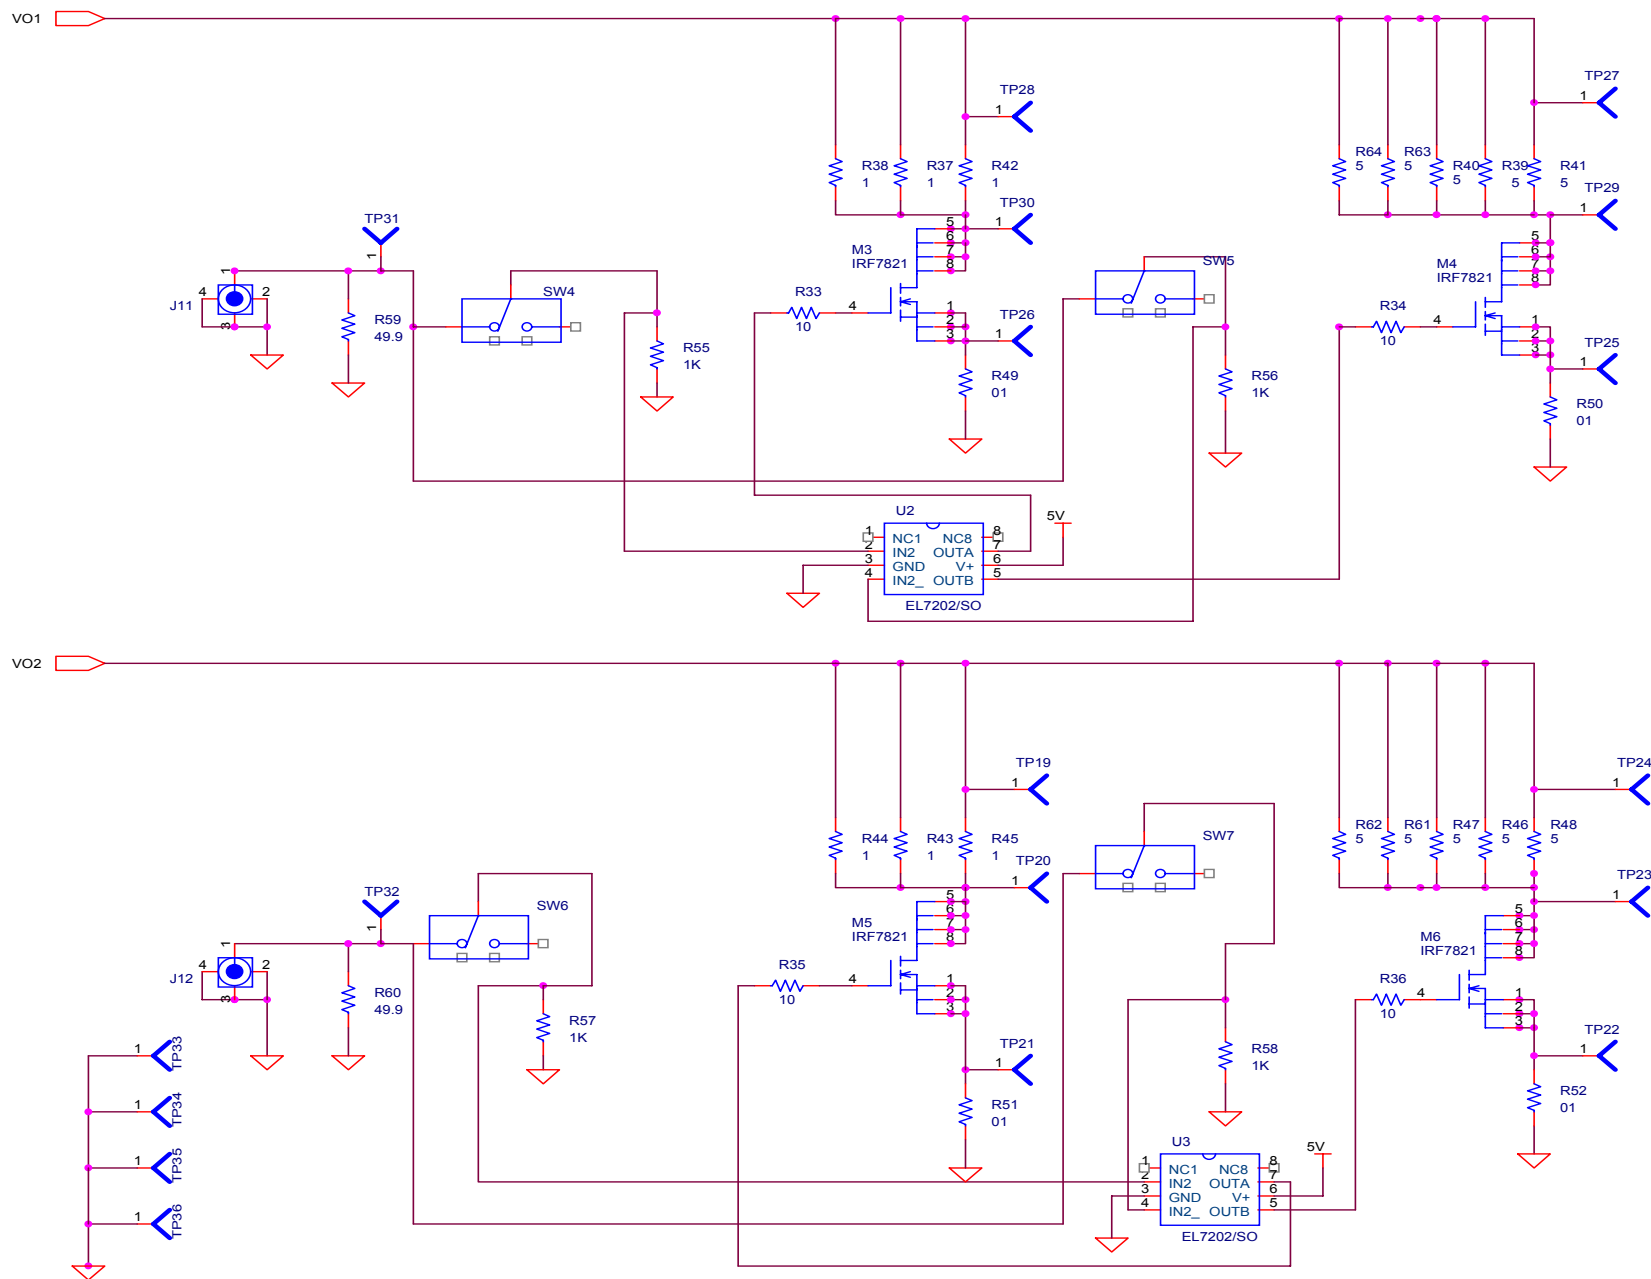 VO1
TP28
1
TP27
1
R38
1
R37
1
R42
1
R64
5
R63
5
R40
5
R39
5
R41
5
TP30
1
TP29
1
TP31
1
M3
IRF7821
5
6
7
8
M4
IRF7821
5
6
7
8
J11
1
4
2
3
R59
49.9
SW4
R55
1K
R33
10
4
1
2
3
TP26
1
R49
01
SW5
R56
1K
R34
10
4
1
2
3
TP25
1
R50
01
U2
5V
1
NC1
NC8
8
2
IN2
OUTA
7
3
GND
V+
6
4
IN2_
OUTB
5
EL7202/SO
VO2
TP19
1
TP24
1
R44
1
R43
1
R45
1
SW7
R62
5
R61
5
R47
5
R46
5
R48
5
TP20
1
TP23
1
TP32
1
SW6
M5
IRF7821
5
6
7
8
M6
IRF7821
5
6
7
8
J12
1
4
2
3
R60
49.9
R57
1K
R35
10
4
1
2
3
R36
10
4
1
2
3
TP21
1
R51
01
R58
1K
TP22
1
R52
01
1
TP33
1
TP34
1
TP35
1
TP36
U3
5V
1
NC1
NC8
8
2
IN2
OUTA
7
3
GND
V+
6
4
IN2_
OUTB
5
EL7202/SO